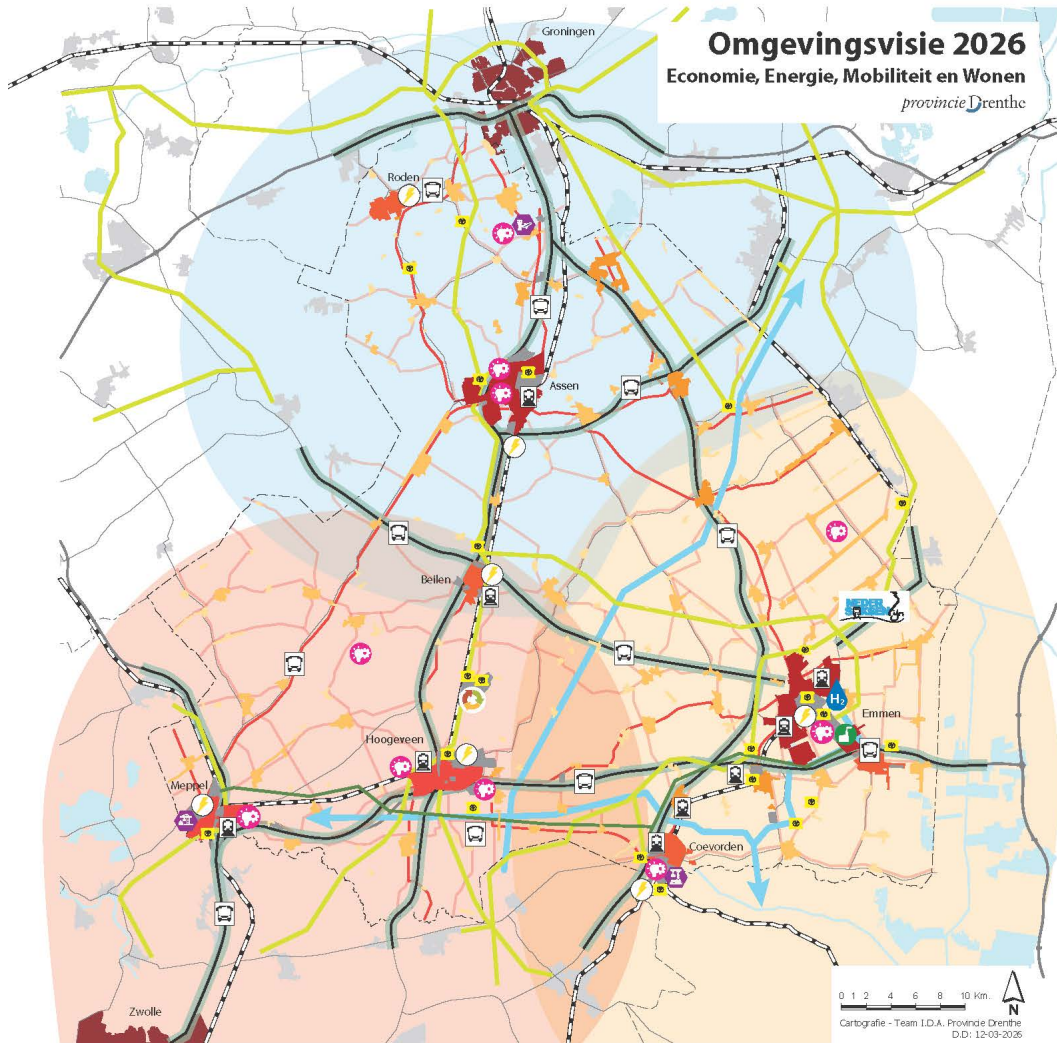 Omgevingsvisie 2026
Economie, Energie, Mobiliteit en Wonen
provincie Drenthe
Groningen
Roden
Assen
Beilen
Hoogeveen
H2
Emmen
Meppel
Coevorden
Zwolle
0 1 2 4 6 8 10 Km.
N
Cartografie - Team I.D.A. Provincie Drenthe
D.D: 12-03-2026